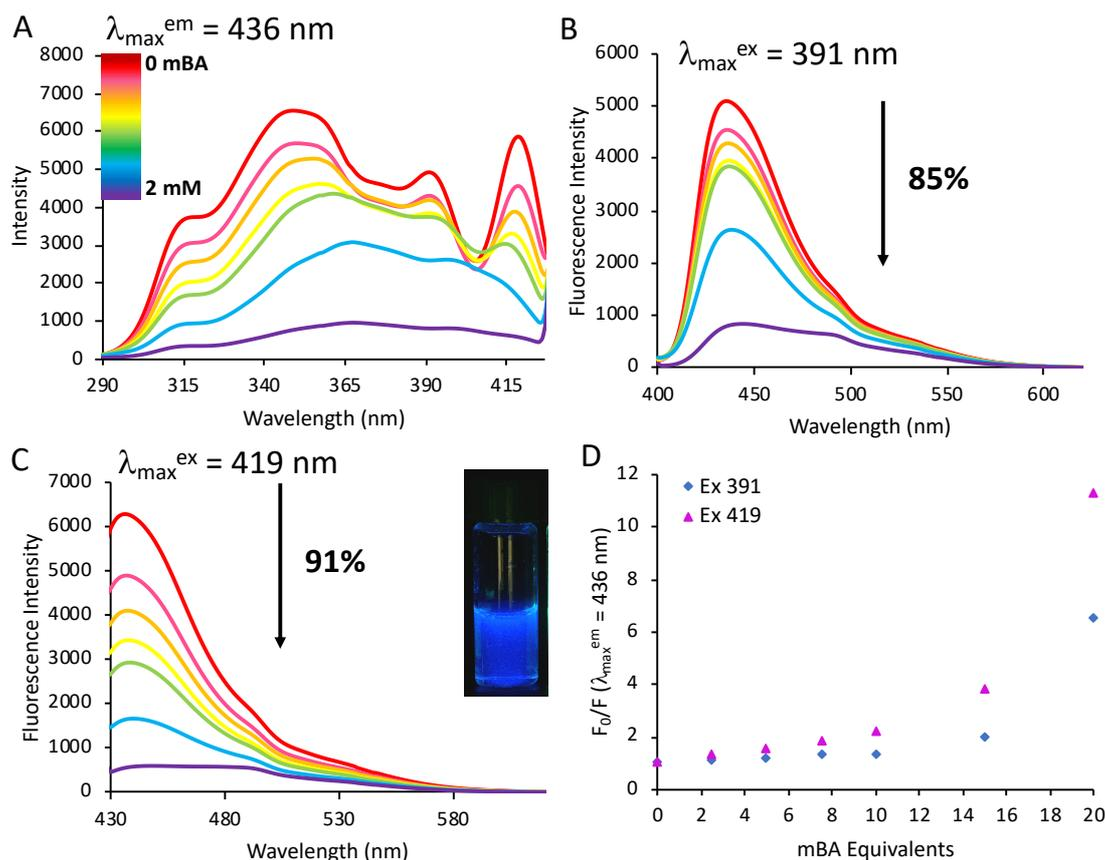 A
λmaxem = 436 nm
0 mBA
2 mM
Intensity
8000
7000
6000
5000
4000
3000
2000
1000
0
290 315 340 365 390 415
Wavelength (nm)
B
λmaxex = 391 nm
85%
Fluorescence Intensity
6000
5000
4000
3000
2000
1000
0
400 450 500 550 600
Wavelength (nm)
C
λmaxex = 419 nm
91%
Fluorescence Intensity
7000
6000
5000
4000
3000
2000
1000
0
430 480 530 580
Wavelength (nm)
D
Ex 391
Ex 419
F0/F (λmaxem = 436 nm)
12
10
8
6
4
2
0
0 2 4 6 8 10 12 14 16 18 20
mBA Equivalents